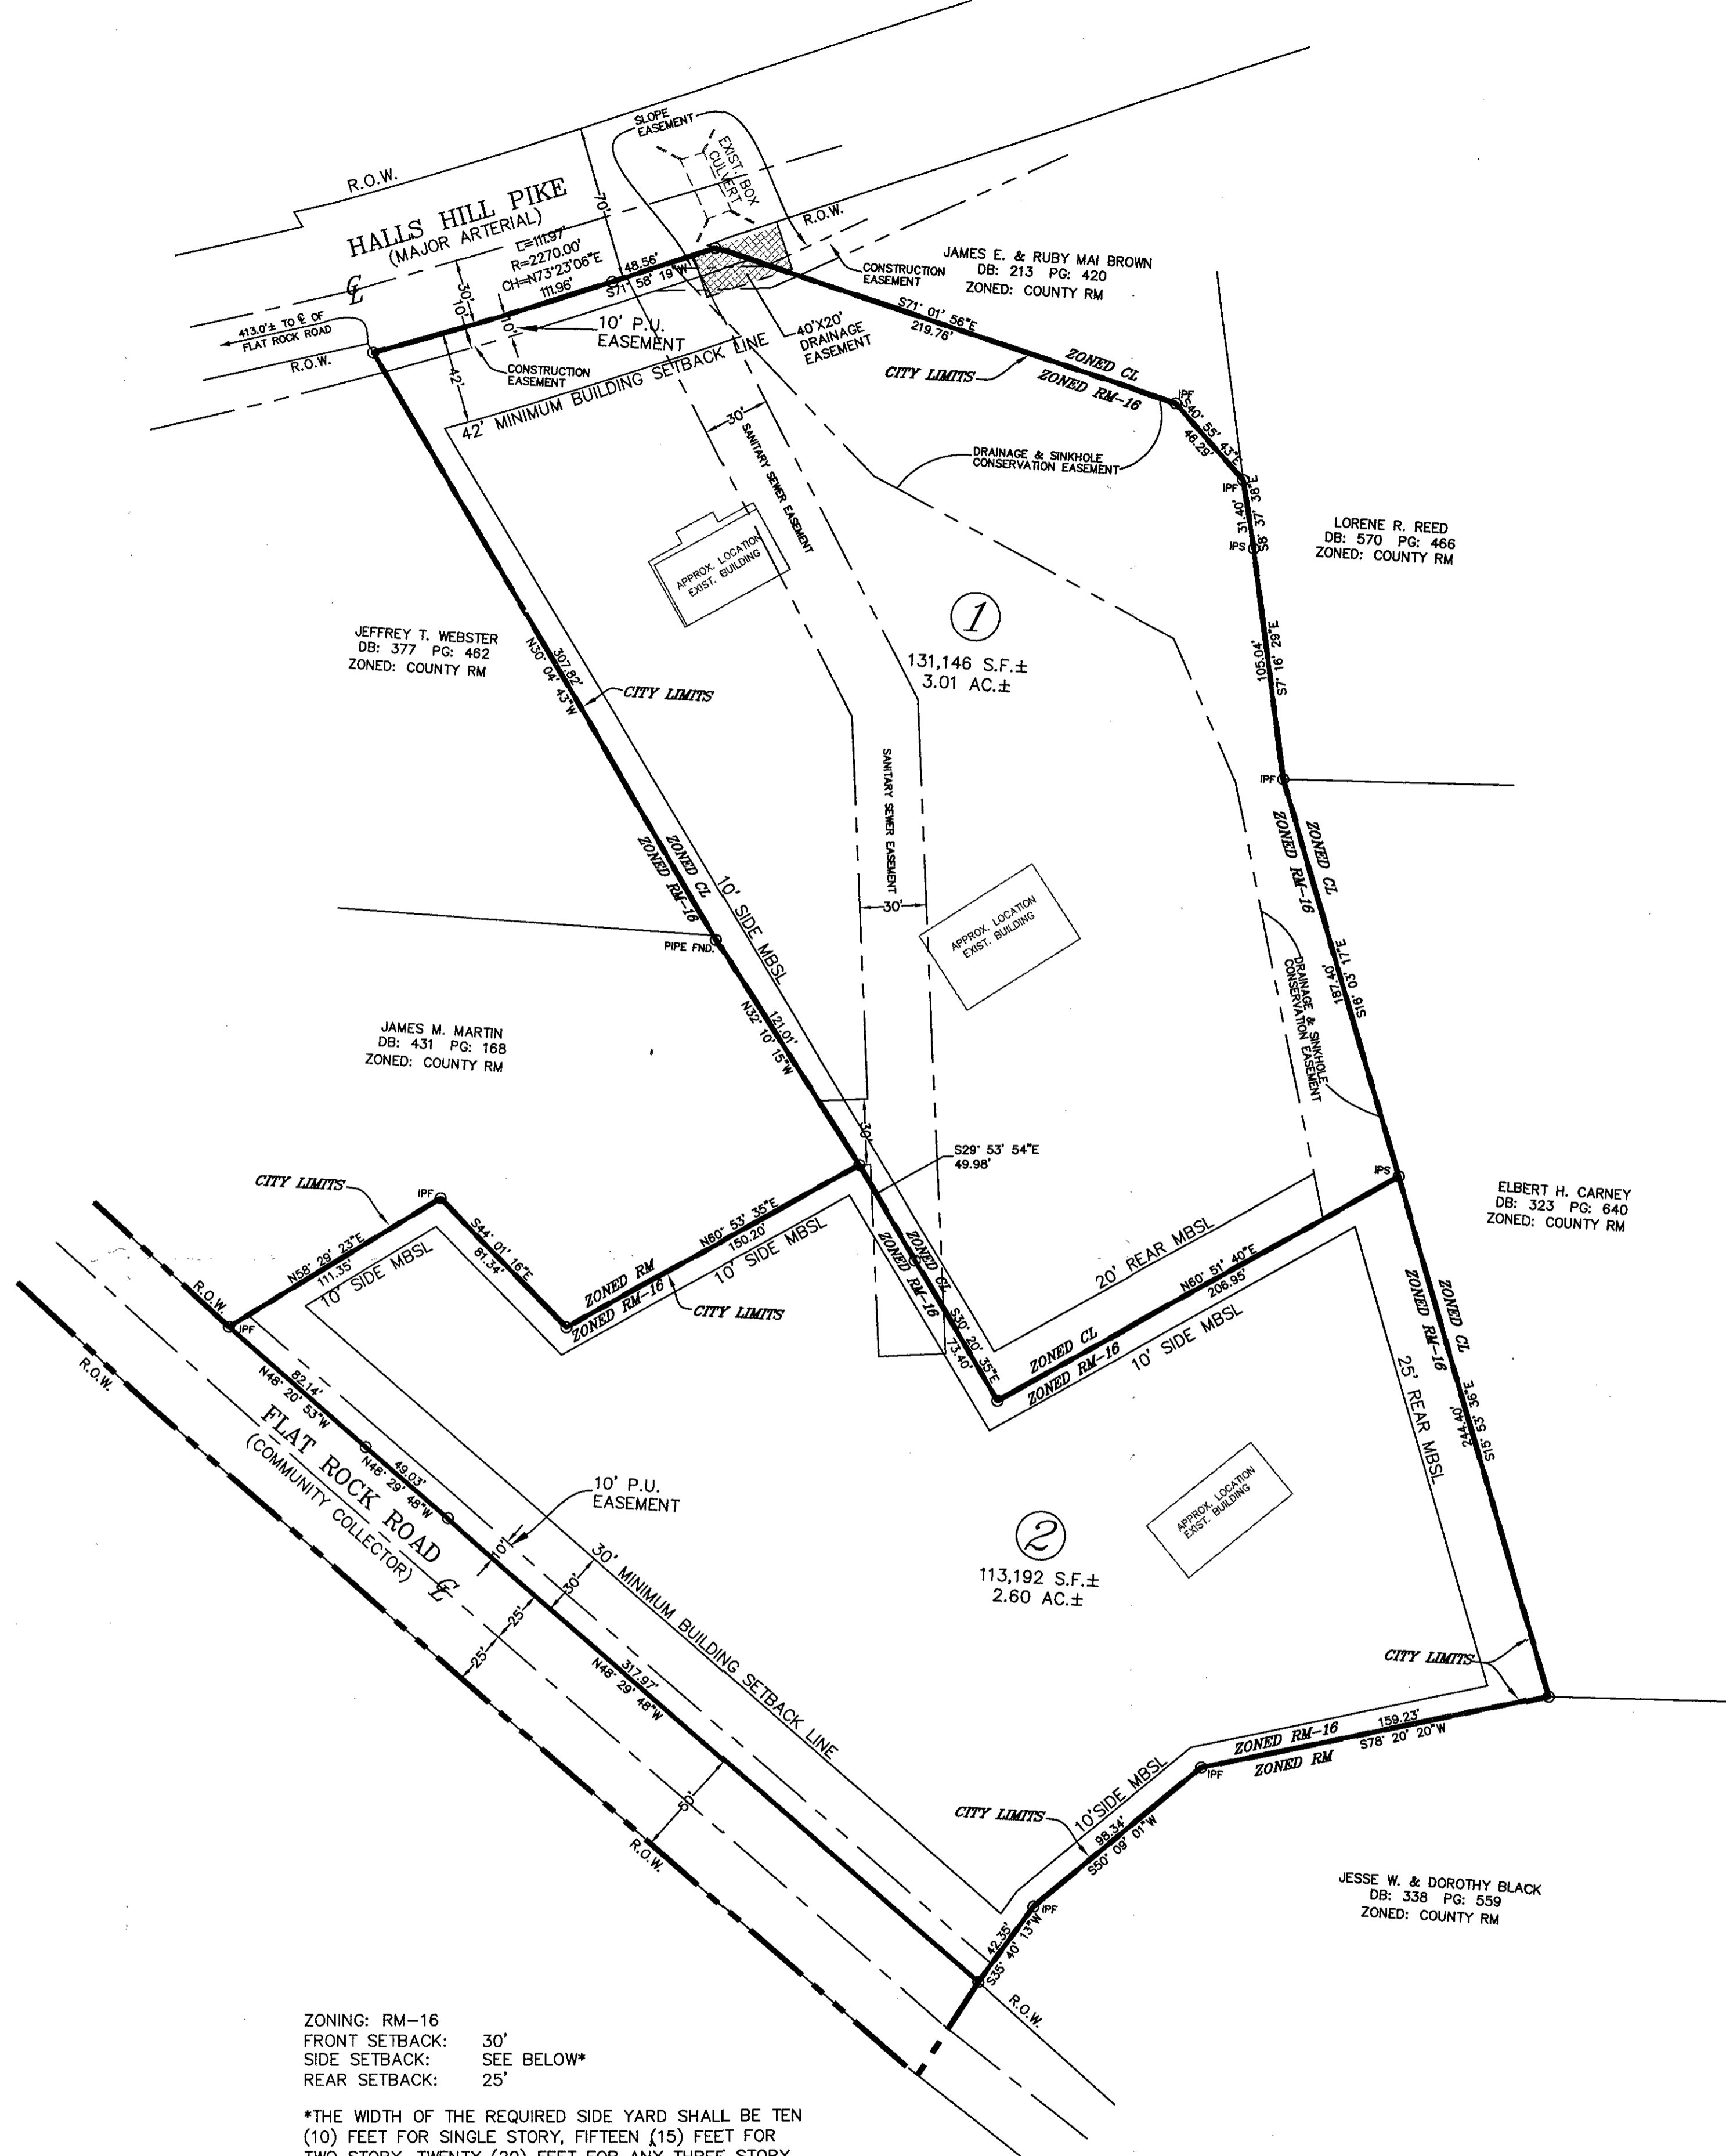 SLOPE
EASEMENT
EXIST. BOX
CULVERT
R.O.W.
HALLS HILL PIKE
(MAJOR ARTERIAL)
L=111.97'
R=2270.00'
CH=N73°23'06"E
111.96'
70'
30'
10'
10'
48.56'
S71° 58' 19"W
R.O.W.
℄
413.0'± TO ℄ OF
FLAT ROCK ROAD
R.O.W.
CONSTRUCTION
EASEMENT
10' P.U.
EASEMENT
42'
42' MINIMUM BUILDING SETBACK LINE
40'X20'
DRAINAGE
EASEMENT
CONSTRUCTION
EASEMENT
JAMES E. & RUBY MAI BROWN
DB: 213 PG: 420
ZONED: COUNTY RM
S71° 01' 56"E
219.76'
CITY LIMITS
ZONED CL
ZONED RM-16
IPF
S40° 55' 43"E
46.29'
IPF
S8° 37' 38"E
31.40'
IPS
DRAINAGE & SINKHOLE
CONSERVATION EASEMENT
30'
SANITARY SEWER EASEMENT
APPROX. LOCATION
EXIST. BUILDING
LORENE R. REED
DB: 570 PG: 466
ZONED: COUNTY RM
1
131,146 S.F.±
3.01 AC.±
S7° 16' 29"E
105.04'
JEFFREY T. WEBSTER
DB: 377 PG: 462
ZONED: COUNTY RM
307.82'
N30° 04' 43"W
CITY LIMITS
IPF
ZONED CL
ZONED RM-16
SANITARY SEWER EASEMENT
30'
ZONED CL
ZONED RM-16
10' SIDE MBSL
PIPE FND.
APPROX. LOCATION
EXIST. BUILDING
S16° 03' 17"E
187.40'
DRAINAGE & SINKHOLE
CONSERVATION EASEMENT
121.01'
N32° 10' 15"W
JAMES M. MARTIN
DB: 431 PG: 168
ZONED: COUNTY RM
30'
S29° 53' 54"E
49.98'
IPS
ELBERT H. CARNEY
DB: 323 PG: 640
ZONED: COUNTY RM
CITY LIMITS
IPF
N58° 29' 23"E
111.35'
10' SIDE MBSL
S44° 01' 16"E
81.34'
N60° 53' 35"E
150.20'
ZONED RM
ZONED RM-16
10' SIDE MBSL
CITY LIMITS
ZONED CL
ZONED RM-16
S30° 20' 35"E
73.40'
20' REAR MBSL
N60° 51' 40"E
206.95'
ZONED CL
ZONED RM-16
10' SIDE MBSL
ZONED CL
ZONED RM-16
25' REAR MBSL
S15° 53' 36"E
244.40'
R.O.W.
IPF
R.O.W.
82.14'
N48° 20' 53"W
49.03'
N48° 29' 48"W
FLAT ROCK ROAD
(COMMUNITY COLLECTOR)
℄
10' P.U.
EASEMENT
10'
30'
25'
25'
30' MINIMUM BUILDING SETBACK LINE
APPROX. LOCATION
EXIST. BUILDING
2
113,192 S.F.±
2.60 AC.±
317.97'
N48° 29' 48"W
50'
R.O.W.
CITY LIMITS
159.23'
S78° 20' 20"W
ZONED RM-16
ZONED RM
IPF
10'SIDE MBSL
CITY LIMITS
98.34'
S50° 09' 01"W
IPF
42.35'
S35° 40' 13"W
R.O.W.
JESSE W. & DOROTHY BLACK
DB: 338 PG: 559
ZONED: COUNTY RM
ZONING: RM-16
FRONT SETBACK: 30'
SIDE SETBACK: SEE BELOW*
REAR SETBACK: 25'
*THE WIDTH OF THE REQUIRED SIDE YARD SHALL BE TEN
(10) FEET FOR SINGLE STORY, FIFTEEN (15) FEET FOR
TWO STORY, TWENTY (20) FEET FOR ANY THREE STORY